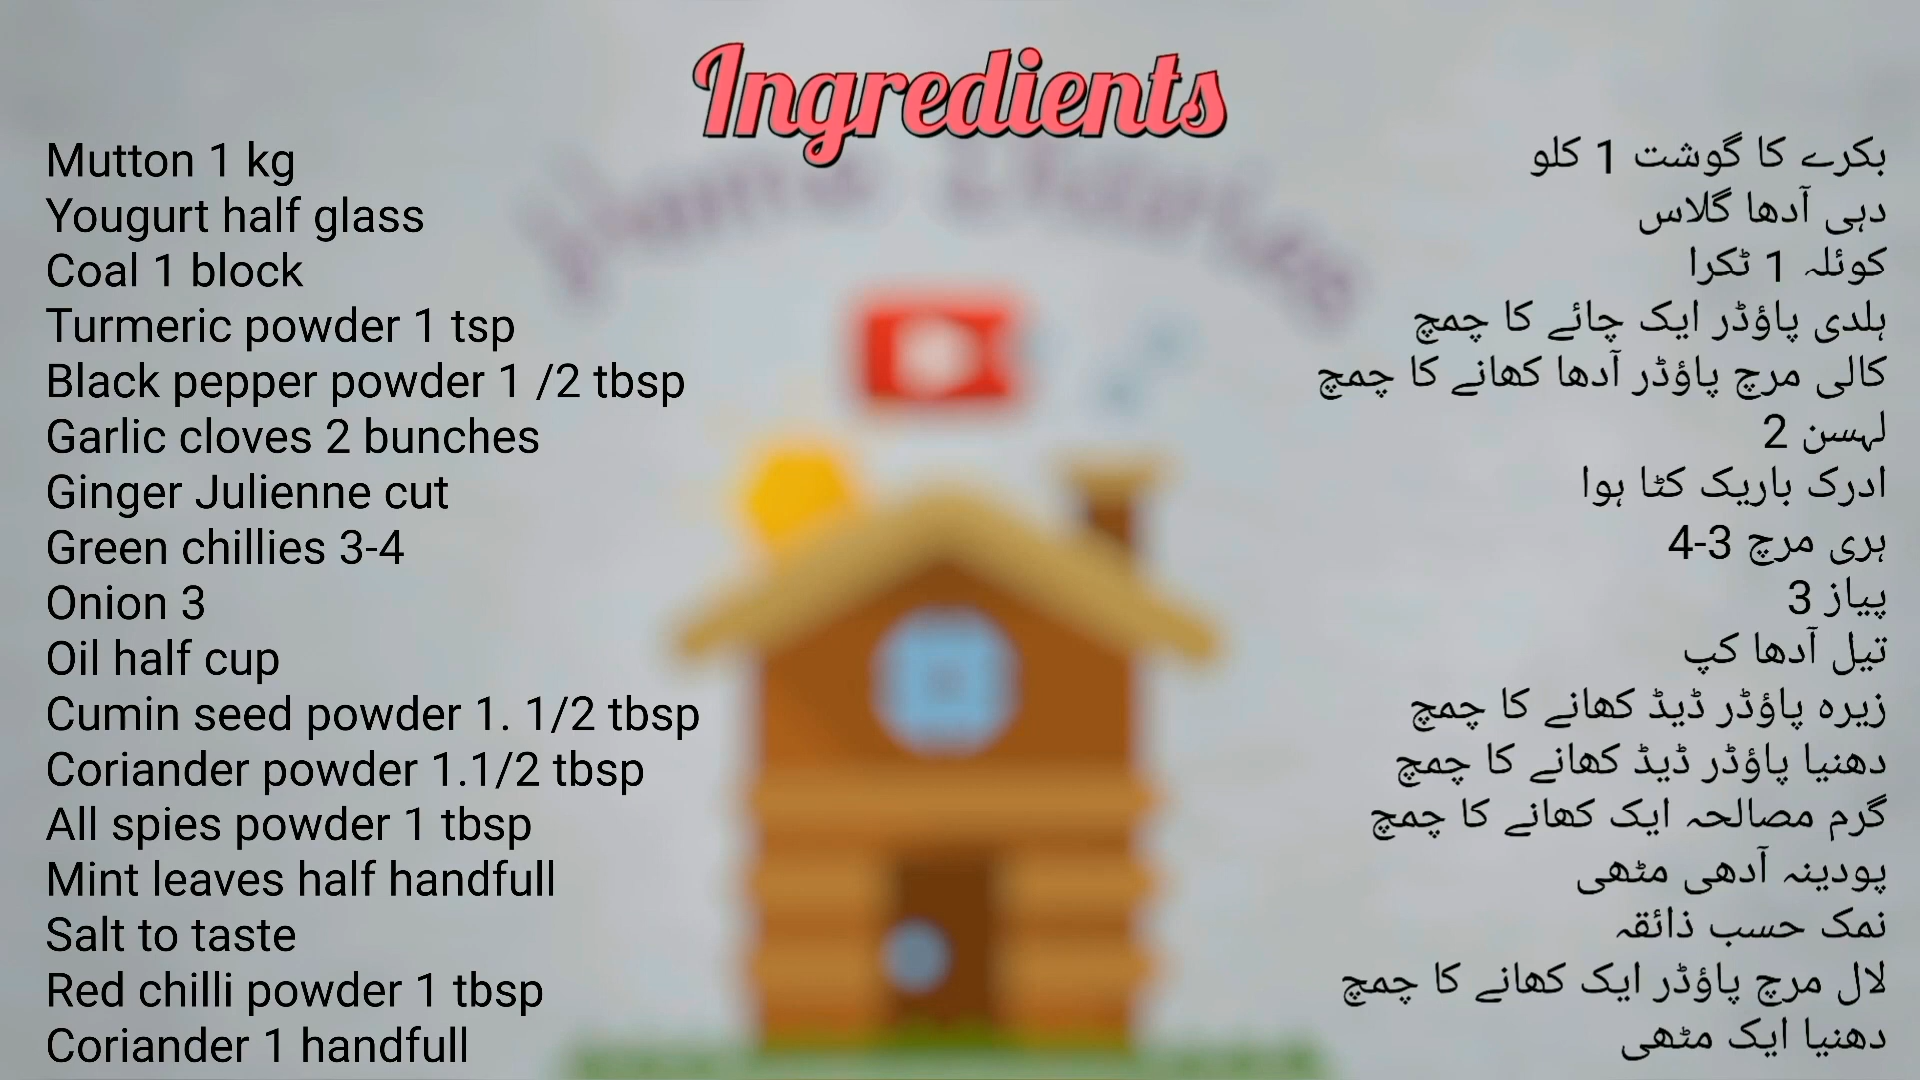 Ingredients
Mutton 1 kg
Yougurt half glass
Coal 1 block
Turmeric powder 1 tsp
Black pepper powder 1 /2 tbsp
Garlic cloves 2 bunches
Ginger Julienne cut
Green chillies 3-4
Onion 3
Oil half cup
Cumin seed powder 1. 1/2 tbsp
Coriander powder 1.1/2 tbsp
All spies powder 1 tbsp
Mint leaves half handfull
Salt to taste
Red chilli powder 1 tbsp
Coriander 1 handfull
بکرے کا گوشت 1 کلو
دہی آدھا گلاس
کوئلہ 1 ٹکرا
ہلدی پاؤڈر ایک چائے کا چمچ
کالی مرچ پاؤڈر آدھا کھانے کا چمچ
لہسن 2
ادرک باریک کٹا ہوا
ہری مرچ 3-4
پیاز 3
تیل آدھا کپ
زیرہ پاؤڈر ڈیڈ کھانے کا چمچ
دھنیا پاؤڈر ڈیڈ کھانے کا چمچ
گرم مصالحہ ایک کھانے کا چمچ
پودینہ آدھی مٹھی
نمک حسب ذائقہ
لال مرچ پاؤڈر ایک کھانے کا چمچ
دھنیا ایک مٹھی